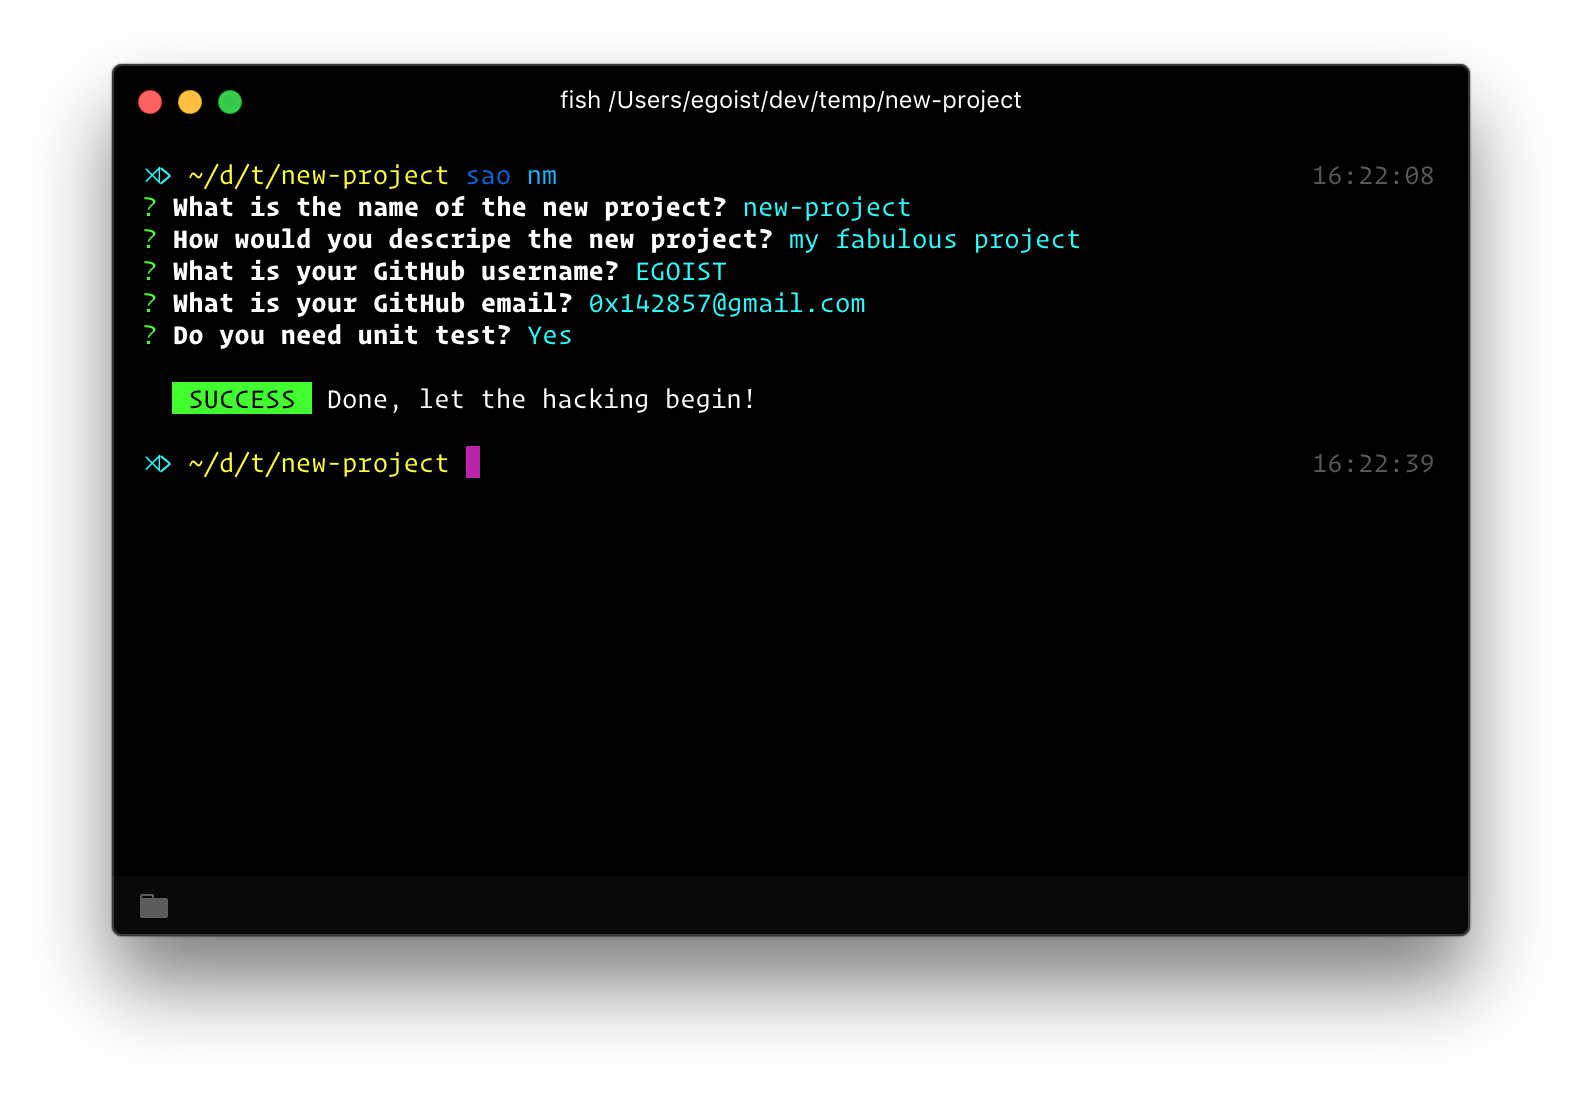 fish /Users/egoist/dev/temp/new-project
~/d/t/new-project sao nm 16:22:08
? What is the name of the new project? new-project
? How would you descripe the new project? my fabulous project
? What is your GitHub username? EGOIST
? What is your GitHub email? 0x142857@gmail.com
? Do you need unit test? Yes
SUCCESS Done, let the hacking begin!
~/d/t/new-project 16:22:39